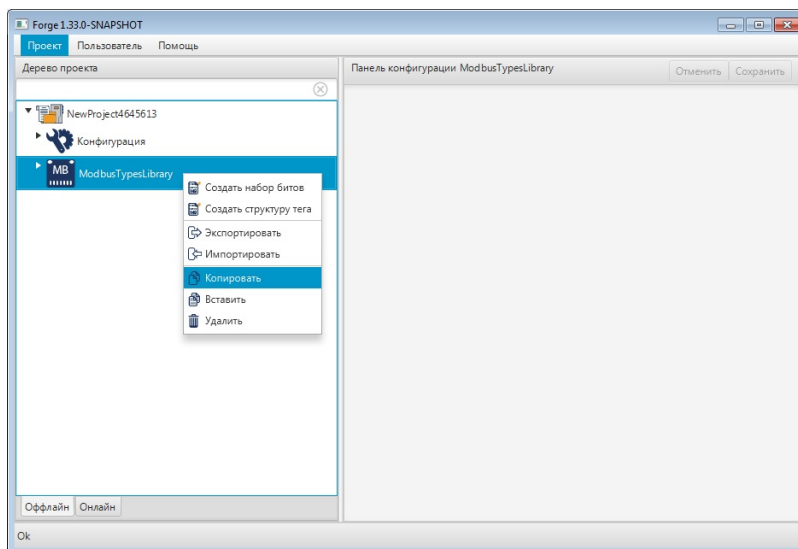 Forge 1.33.0-SNAPSHOT
Проект Пользователь Помощь
Дерево проекта
Панель конфигурации ModbusTypesLibrary
Отменить Сохранить
NewProject4645613
Конфигурация
MB ModbusTypesLibrary
Создать набор битов
Создать структуру тега
Экспортировать
Импортировать
Копировать
Вставить
Удалить
Оффлайн Онлайн
Ok